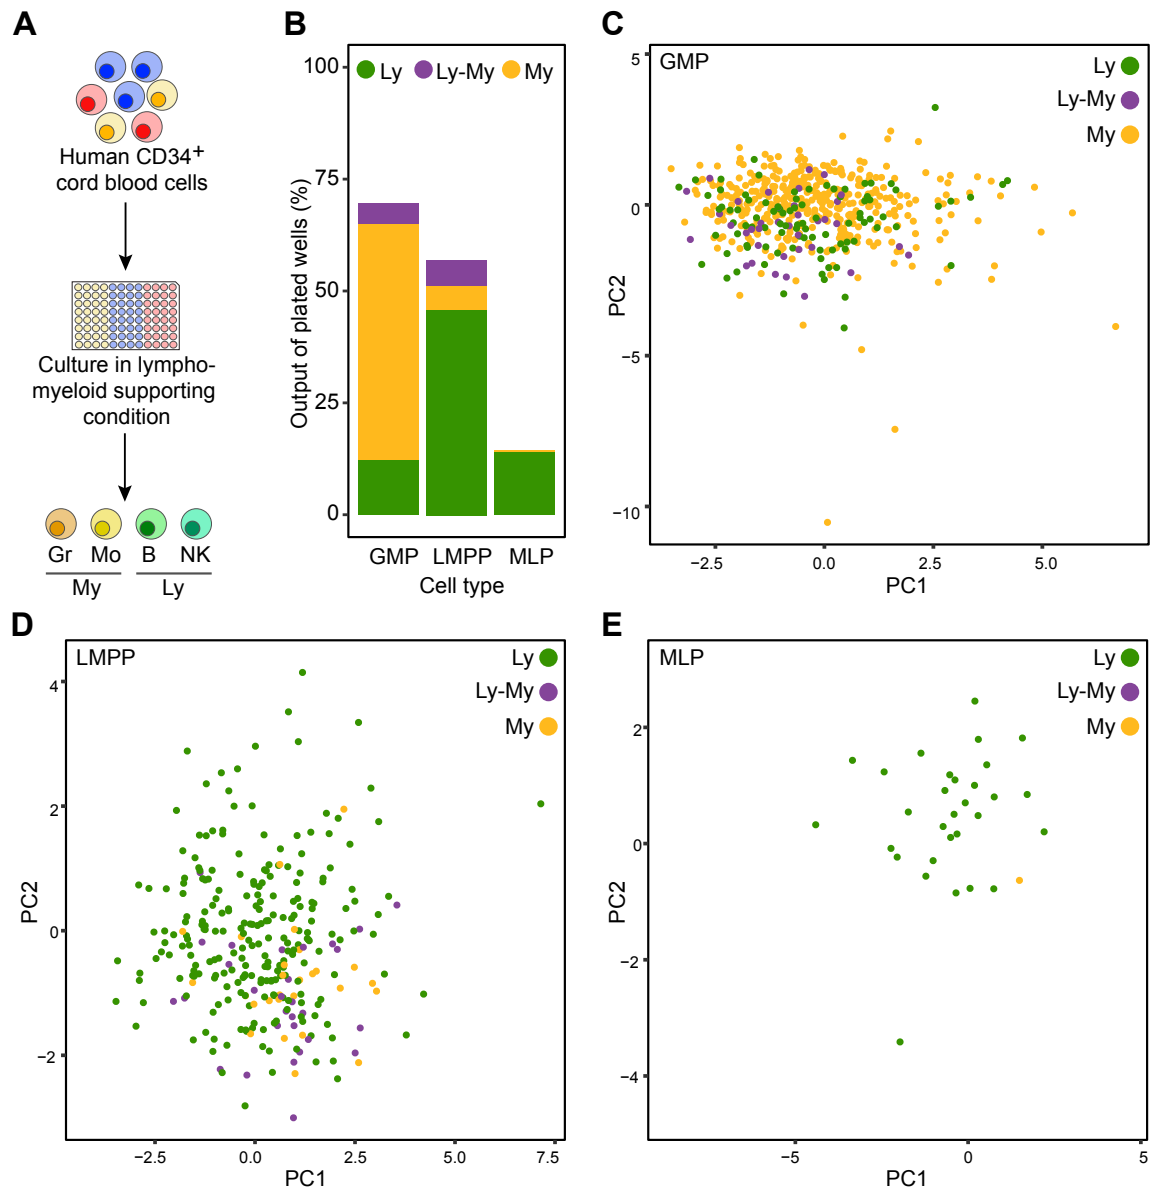 A
Human CD34+
cord blood cells
Culture in lympho-
myeloid supporting
condition
Gr Mo B NK
My Ly
B
Output of plated wells (%)
100
75
50
25
0
Ly Ly-My My
GMP LMPP MLP
Cell type
C
GMP
Ly
Ly-My
My
PC2
5
0
−5
−10
−2.5 0.0 2.5 5.0
PC1
D
LMPP
Ly
Ly-My
My
PC2
4
2
0
−2
−2.5 0.0 2.5 5.0 7.5
PC1
E
MLP
Ly
Ly-My
My
PC2
2
0
−2
−4
−5 0 5
PC1